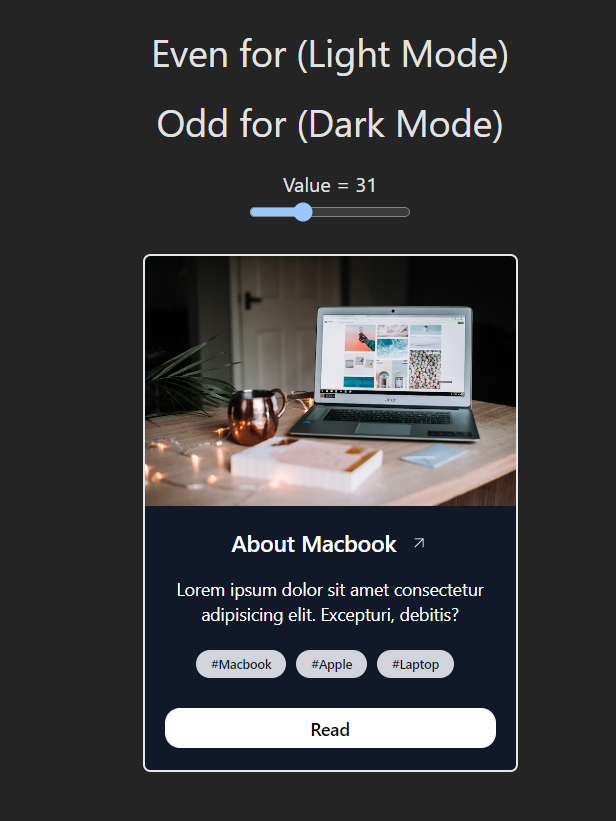 Even for (Light Mode)
Odd for (Dark Mode)
Value = 31
acer
About Macbook
Lorem ipsum dolor sit amet consectetur
adipisicing elit. Excepturi, debitis?
#Macbook #Apple #Laptop
Read